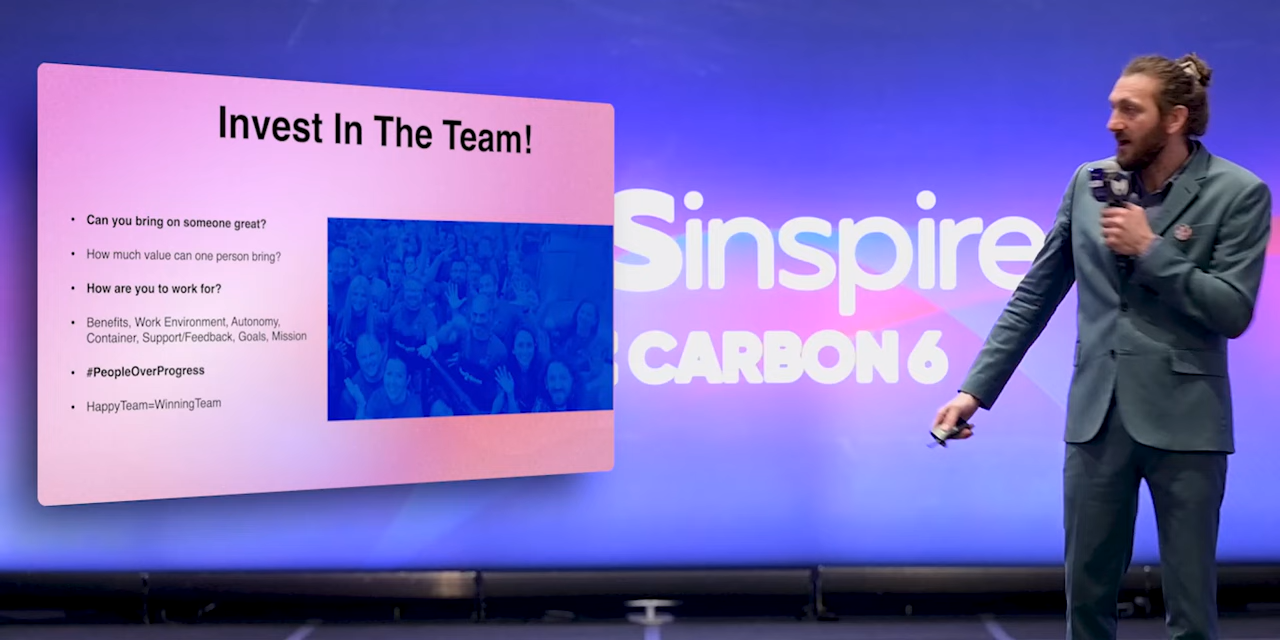 Invest In The Team!
Can you bring on someone great?
How much value can one person bring?
How are you to work for?
Benefits, Work Environment, Autonomy,
Container, Support/Feedback, Goals, Mission
#PeopleOverProgress
HappyTeam=WinningTeam
Sinspire
CARBON 6